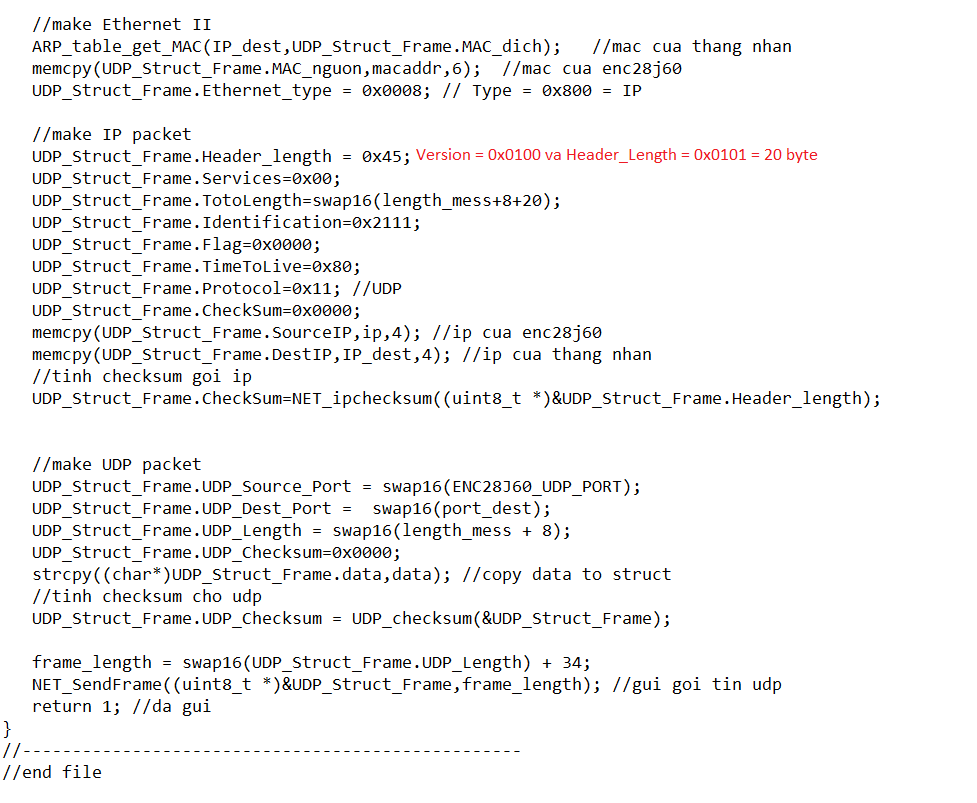 //make Ethernet II
ARP_table_get_MAC(IP_dest,UDP_Struct_Frame.MAC_dich);   //mac cua thang nhan
memcpy(UDP_Struct_Frame.MAC_nguon,macaddr,6);  //mac cua enc28j60
UDP_Struct_Frame.Ethernet_type = 0x0008; // Type = 0x800 = IP
//make IP packet
UDP_Struct_Frame.Header_length = 0x45; Version = 0x0100 va Header_Length = 0x0101 = 20 byte
UDP_Struct_Frame.Services=0x00;
UDP_Struct_Frame.TotoLength=swap16(length_mess+8+20);
UDP_Struct_Frame.Identification=0x2111;
UDP_Struct_Frame.Flag=0x0000;
UDP_Struct_Frame.TimeToLive=0x80;
UDP_Struct_Frame.Protocol=0x11; //UDP
UDP_Struct_Frame.CheckSum=0x0000;
memcpy(UDP_Struct_Frame.SourceIP,ip,4); //ip cua enc28j60
memcpy(UDP_Struct_Frame.DestIP,IP_dest,4); //ip cua thang nhan
//tinh checksum goi ip
UDP_Struct_Frame.CheckSum=NET_ipchecksum((uint8_t *)&UDP_Struct_Frame.Header_length);
//make UDP packet
UDP_Struct_Frame.UDP_Source_Port = swap16(ENC28J60_UDP_PORT);
UDP_Struct_Frame.UDP_Dest_Port =  swap16(port_dest);
UDP_Struct_Frame.UDP_Length = swap16(length_mess + 8);
UDP_Struct_Frame.UDP_Checksum=0x0000;
strcpy((char*)UDP_Struct_Frame.data,data); //copy data to struct
//tinh checksum cho udp
UDP_Struct_Frame.UDP_Checksum = UDP_checksum(&UDP_Struct_Frame);
frame_length = swap16(UDP_Struct_Frame.UDP_Length) + 34;
NET_SendFrame((uint8_t *)&UDP_Struct_Frame,frame_length); //gui goi tin udp
return 1; //da gui
}
//--------------------------------------------------
//end file